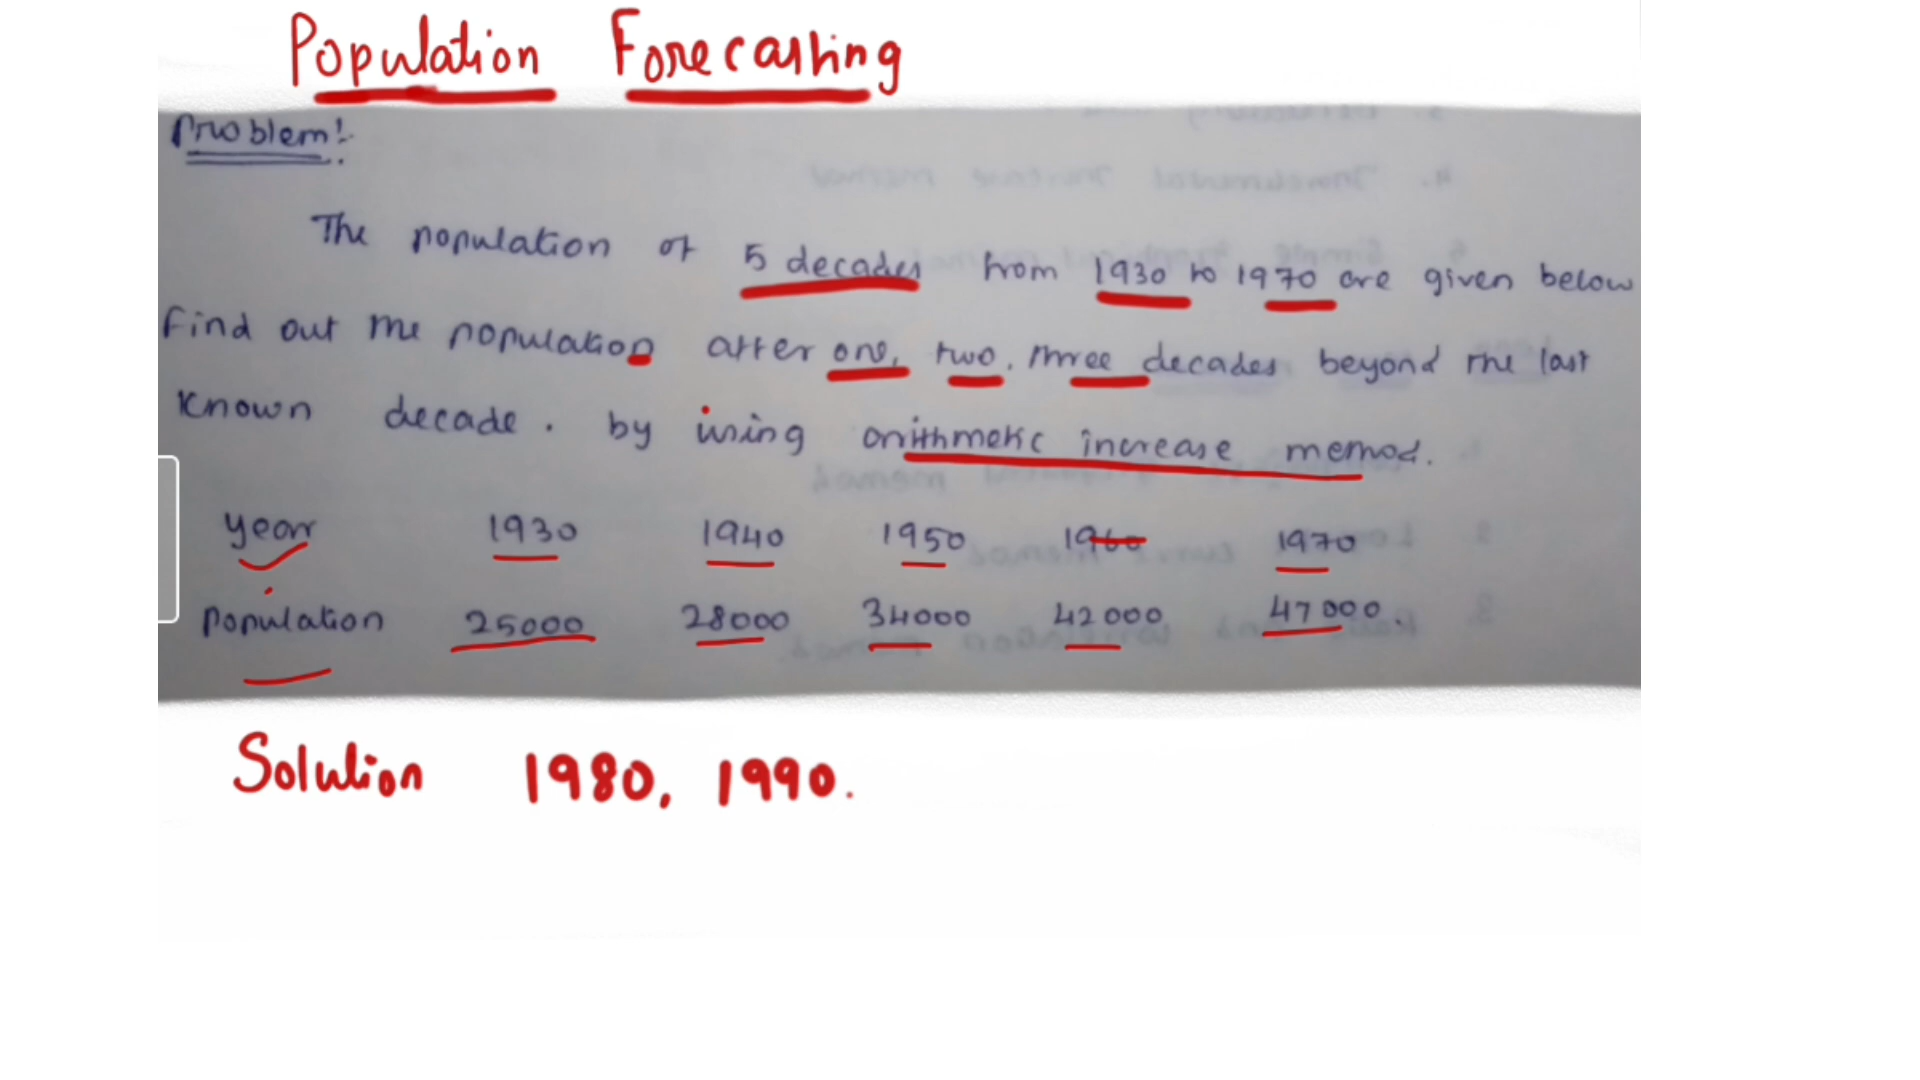 Population Forecasting
Problem:-
The population of 5 decades from 1930 to 1970 are given below
Find out the population after one, two, three decades beyond the last
known decade. by using arithmetic increase method.
year 1930 1940 1950 1960 1970
Population 25000 28000 34000 42000 47000.
Solution 1980, 1990.